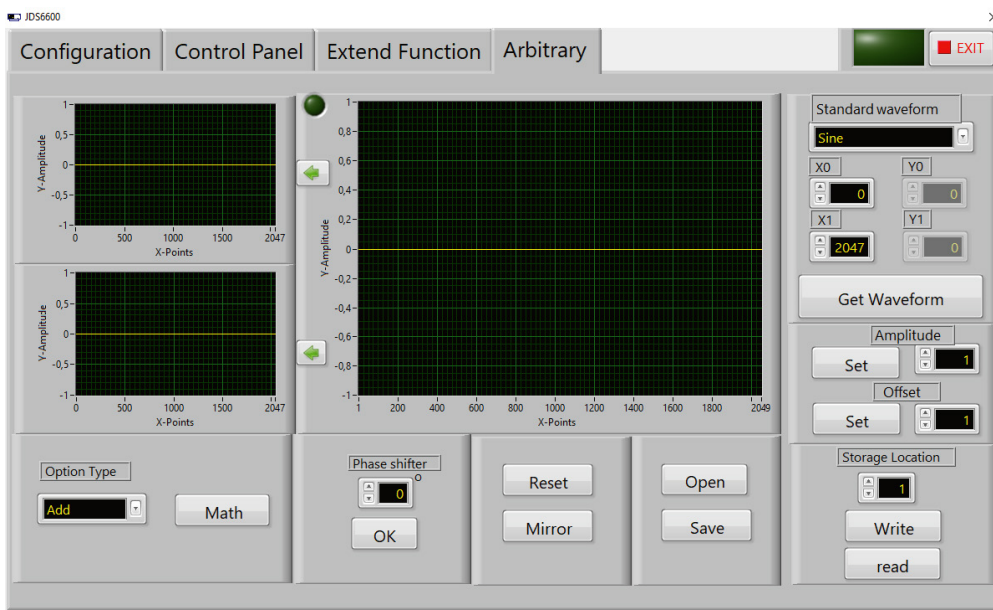 JDS6600
Configuration Control Panel Extend Function Arbitrary
EXIT
1
0,5
0
-0,5
-1
Y-Amplitude
0 500 1000 1500 2047
X-Points
1
0,5
0
-0,5
-1
Y-Amplitude
0 500 1000 1500 2047
X-Points
1
0,8
0,6
0,4
0,2
0
-0,2
-0,4
-0,6
-0,8
-1
Y-Amplitude
1 200 400 600 800 1000 1200 1400 1600 1800 2049
X-Points
Standard waveform
Sine
X0 Y0
0 0
X1 Y1
2047 0
Get Waveform
Amplitude
Set 1
Offset
Set 1
Option Type
Add Math
Phase shifter
0 o
OK
Reset
Mirror
Open
Save
Storage Location
1
Write
read